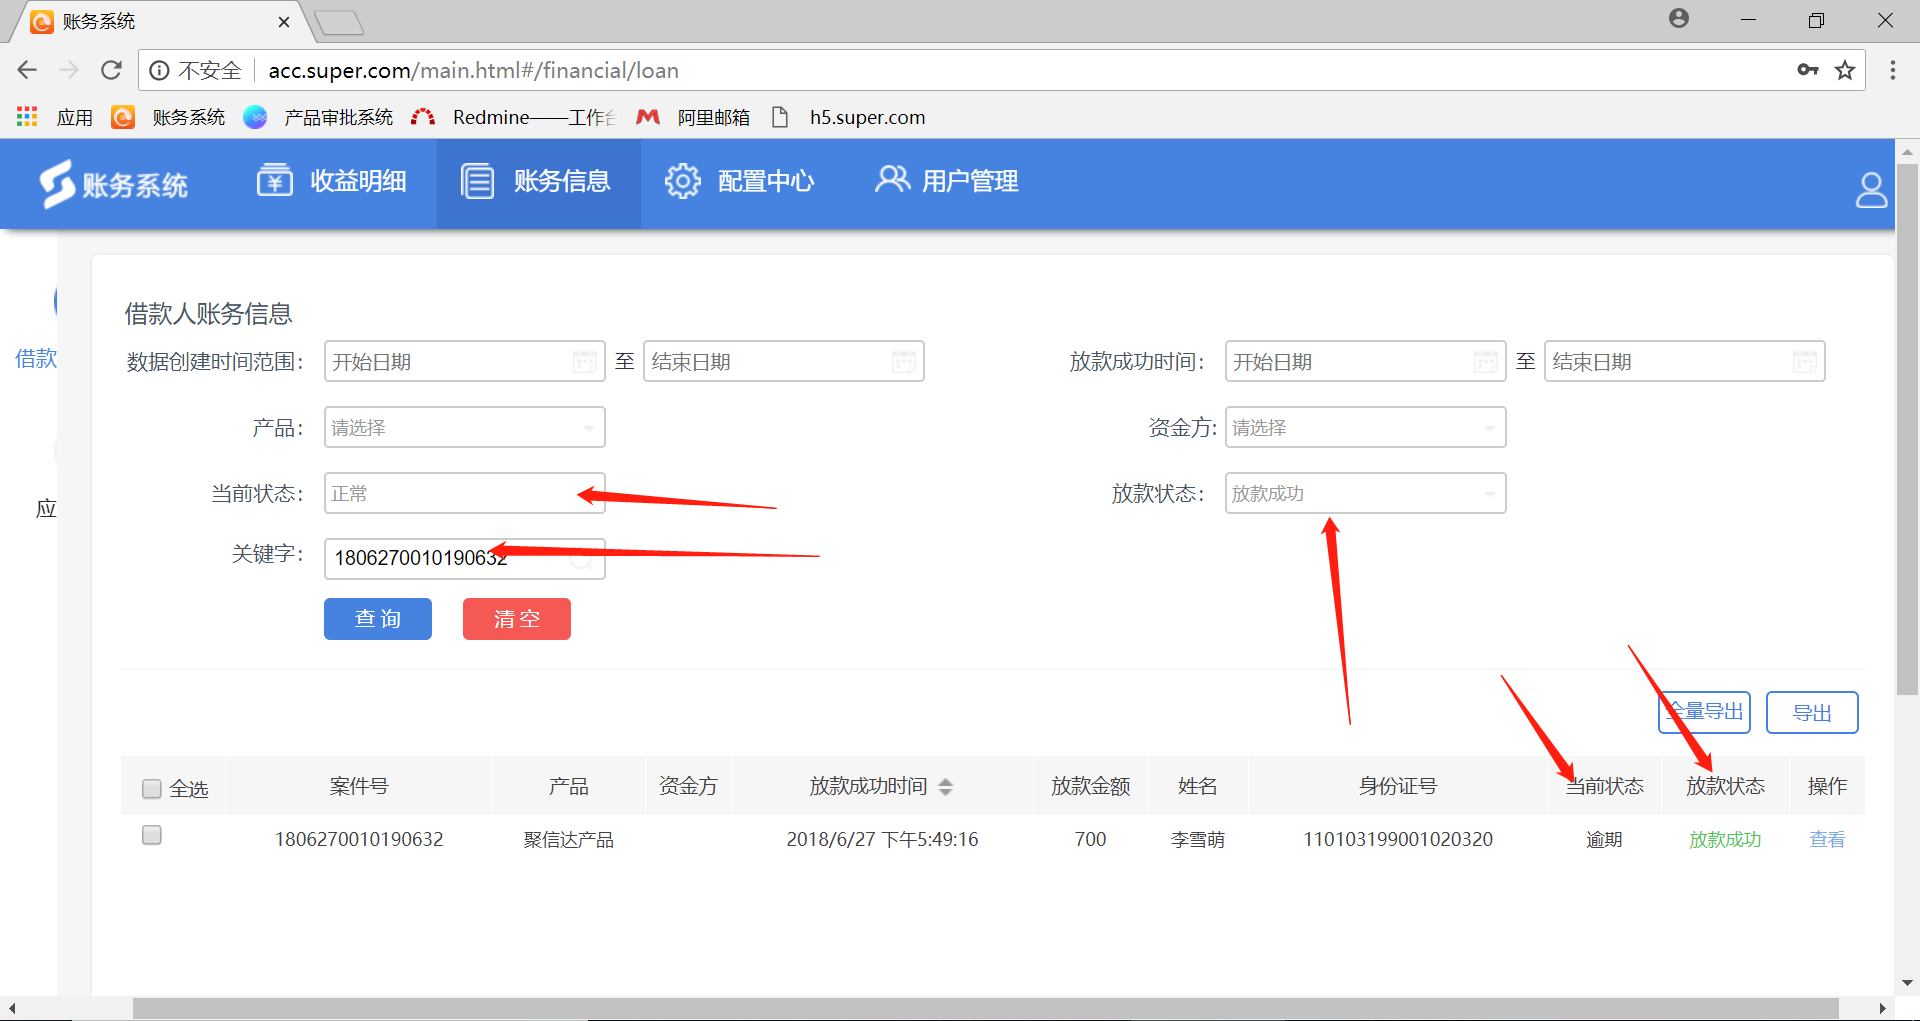 账务系统
不安全 acc.super.com/main.html#/financial/loan
应用 账务系统 产品审批系统 Redmine——工作台 阿里邮箱 h5.super.com
账务系统 收益明细 账务信息 配置中心 用户管理
借款人账务信息
借款
数据创建时间范围： 开始日期 至 结束日期 放款成功时间： 开始日期 至 结束日期
产品： 请选择 资金方： 请选择
当前状态： 正常 放款状态： 放款成功
应
关键字： 1806270010190632
查询 清空
全量导出 导出
全选 案件号 产品 资金方 放款成功时间 放款金额 姓名 身份证号 当前状态 放款状态 操作
1806270010190632 聚信达产品 2018/6/27 下午5:49:16 700 李雪萌 110103199001020320 逾期 放款成功 查看